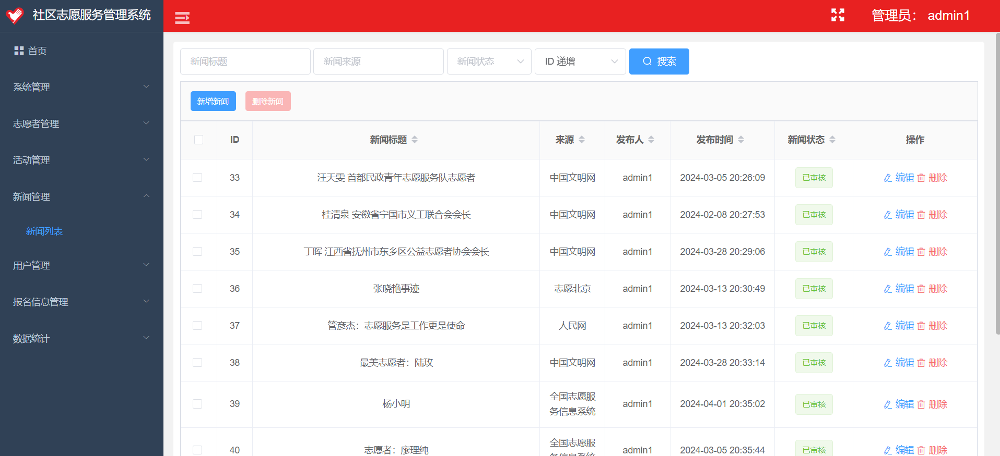 社区志愿服务管理系统
管理员： admin1
首页
系统管理
志愿者管理
活动管理
新闻管理
新闻列表
用户管理
报名信息管理
数据统计
新闻标题 新闻来源 新闻状态 ID 递增 搜索
新增新闻 删除新闻
ID 新闻标题 来源 发布人 发布时间 新闻状态 操作
33 汪天雯 首都民政青年志愿服务队志愿者 中国文明网 admin1 2024-03-05 20:26:09 已审核 编辑 删除
34 桂清泉 安徽省宁国市义工联合会会长 中国文明网 admin1 2024-02-08 20:27:53 已审核 编辑 删除
35 丁晖 江西省抚州市东乡区公益志愿者协会会长 中国文明网 admin1 2024-03-28 20:29:06 已审核 编辑 删除
36 张晓艳事迹 志愿北京 admin1 2024-03-13 20:30:49 已审核 编辑 删除
37 管彦杰：志愿服务是工作更是使命 人民网 admin1 2024-03-13 20:32:03 已审核 编辑 删除
38 最美志愿者：陆玫 中国文明网 admin1 2024-03-28 20:33:14 已审核 编辑 删除
39 杨小明 全国志愿服务信息系统 admin1 2024-04-01 20:35:02 已审核 编辑 删除
40 志愿者：廖理纯 全国志愿服 admin1 2024-03-05 20:35:44 已审核 编辑 删除